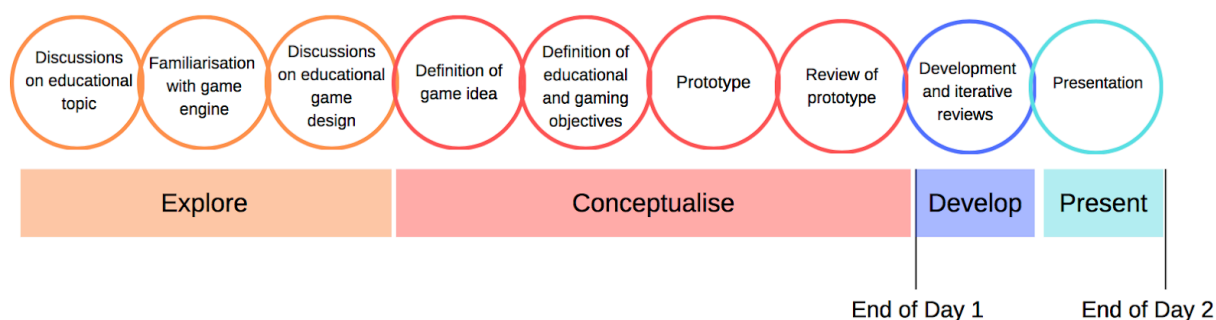 Discussions
on educational
topic
Familiarisation
with game
engine
Discussions
on educational
game
design
Definition of
game idea
Definition of
educational
and gaming
objectives
Prototype
Review of
prototype
Development
and iterative
reviews
Presentation
Explore
Conceptualise
Develop
Present
End of Day 1
End of Day 2